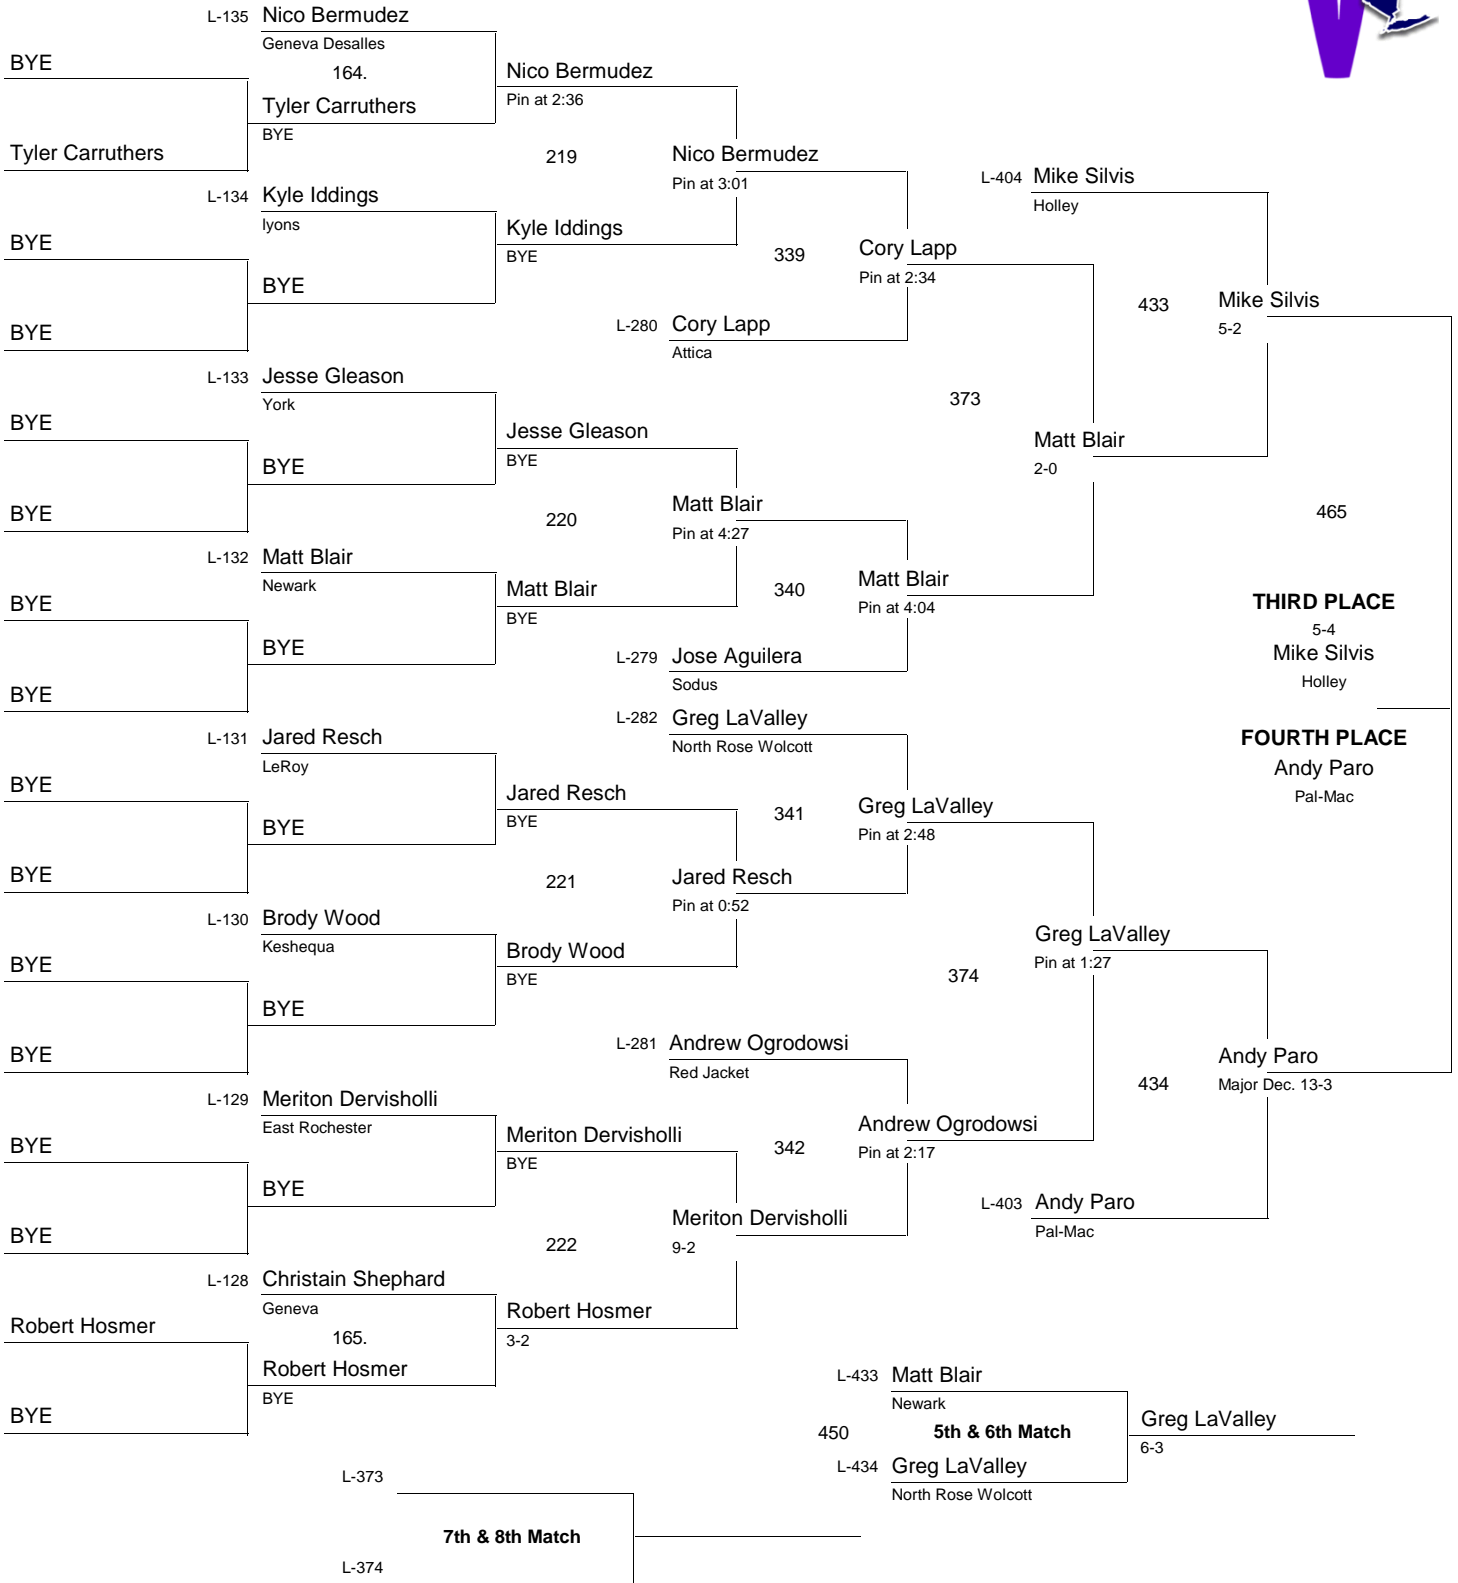 L-135 Nico Bermudez
Geneva Desalles
BYE
164.
Nico Bermudez
Pin at 2:36
Tyler Carruthers
BYE
Tyler Carruthers
219
Nico Bermudez
Pin at 3:01
L-404 Mike Silvis
Holley
L-134 Kyle Iddings
lyons
Kyle Iddings
BYE
BYE
339
Cory Lapp
Pin at 2:34
BYE
433
Mike Silvis
5-2
L-280 Cory Lapp
Attica
BYE
L-133 Jesse Gleason
York
373
BYE
Jesse Gleason
BYE
Matt Blair
2-0
BYE
Matt Blair
Pin at 4:27
BYE
220
465
L-132 Matt Blair
Newark
Matt Blair
BYE
340
Matt Blair
Pin at 4:04
BYE
THIRD PLACE
5-4
Mike Silvis
Holley
BYE
L-279 Jose Aguilera
Sodus
BYE
L-282 Greg LaValley
North Rose Wolcott
L-131 Jared Resch
LeRoy
FOURTH PLACE
Andy Paro
Pal-Mac
BYE
Jared Resch
BYE
341
Greg LaValley
Pin at 2:48
BYE
BYE
221
Jared Resch
Pin at 0:52
L-130 Brody Wood
Keshequa
Greg LaValley
Pin at 1:27
Brody Wood
BYE
BYE
374
BYE
L-281 Andrew Ogrodowsi
Red Jacket
BYE
Andy Paro
Major Dec. 13-3
434
L-129 Meriton Dervisholli
East Rochester
Andrew Ogrodowsi
Pin at 2:17
Meriton Dervisholli
BYE
342
BYE
BYE
L-403 Andy Paro
Pal-Mac
Meriton Dervisholli
9-2
BYE
222
L-128 Christain Shephard
Geneva
Robert Hosmer
3-2
Robert Hosmer
165.
Robert Hosmer
BYE
L-433 Matt Blair
Newark
BYE
450
5th & 6th Match
Greg LaValley
6-3
L-434 Greg LaValley
North Rose Wolcott
L-373
7th & 8th Match
L-374